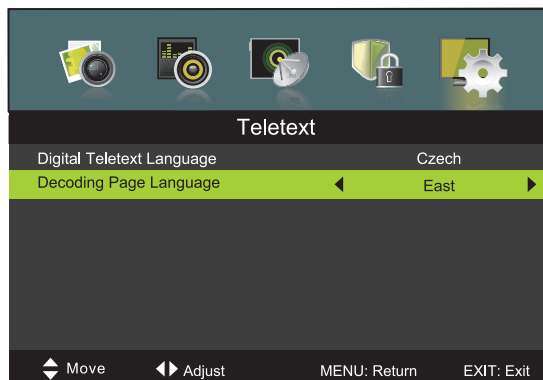 Teletext
Digital Teletext Language Czech
Decoding Page Language East
Move Adjust MENU: Return EXIT: Exit